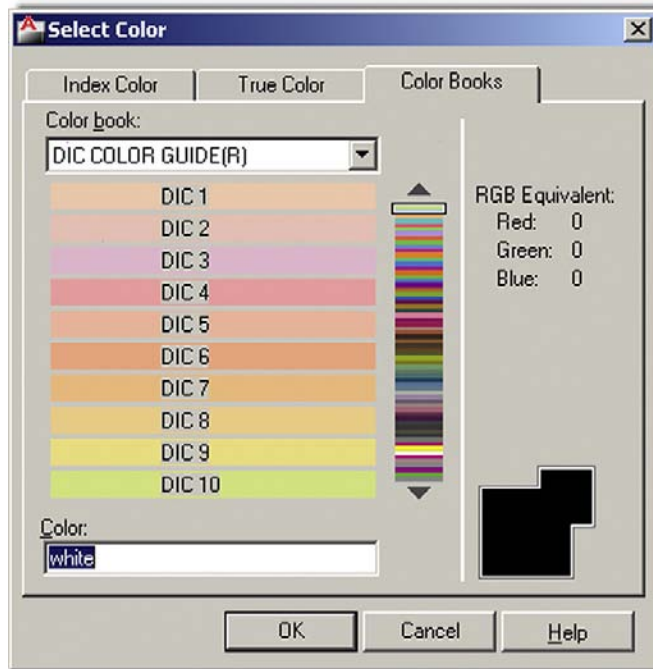 Select Color
Index Color True Color Color Books
Color book:
DIC COLOR GUIDE(R)
DIC 1
DIC 2
DIC 3
DIC 4
DIC 5
DIC 6
DIC 7
DIC 8
DIC 9
DIC 10
RGB Equivalent:
Red: 0
Green: 0
Blue: 0
Color:
white
OK Cancel Help